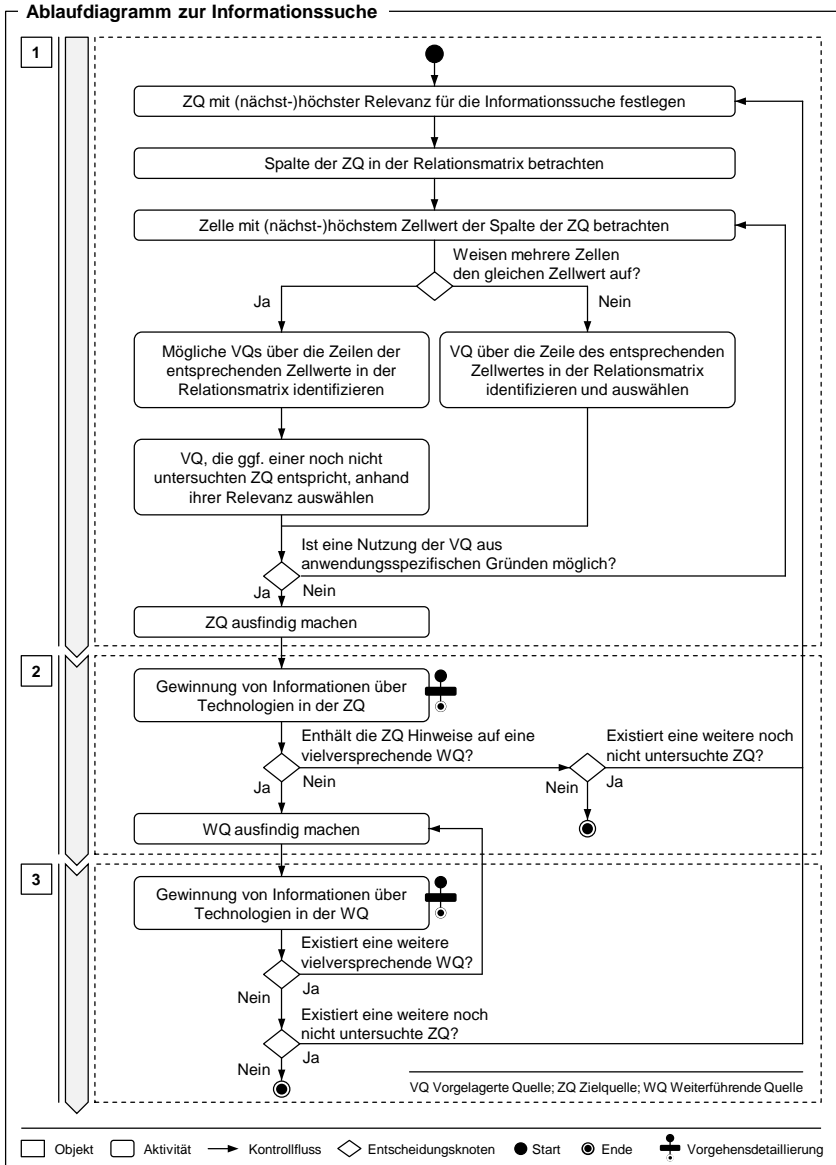 Ablaufdiagramm zur Informationssuche
1
ZQ mit (nächst-)höchster Relevanz für die Informationssuche festlegen
Spalte der ZQ in der Relationsmatrix betrachten
Zelle mit (nächst-)höchstem Zellwert der Spalte der ZQ betrachten
Weisen mehrere Zellen
den gleichen Zellwert auf?
Ja
Nein
Mögliche VQs über die Zeilen der
entsprechenden Zellwerte in der
Relationsmatrix identifizieren
VQ über die Zeile des entsprechenden
Zellwertes in der Relationsmatrix
identifizieren und auswählen
VQ, die ggf. einer noch nicht
untersuchten ZQ entspricht, anhand
ihrer Relevanz auswählen
Ist eine Nutzung der VQ aus
anwendungsspezifischen Gründen möglich?
Ja
Nein
ZQ ausfindig machen
2
Gewinnung von Informationen über
Technologien in der ZQ
Enthält die ZQ Hinweise auf eine
vielversprechende WQ?
Existiert eine weitere noch
nicht untersuchte ZQ?
Ja
Nein
Nein
Ja
WQ ausfindig machen
3
Gewinnung von Informationen über
Technologien in der WQ
Existiert eine weitere
vielversprechende WQ?
Nein
Ja
Existiert eine weitere noch
nicht untersuchte ZQ?
Nein
Ja
VQ Vorgelagerte Quelle; ZQ Zielquelle; WQ Weiterführende Quelle
Objekt
Aktivität
Kontrollfluss
Entscheidungsknoten
Start
Ende
Vorgehensdetaillierung